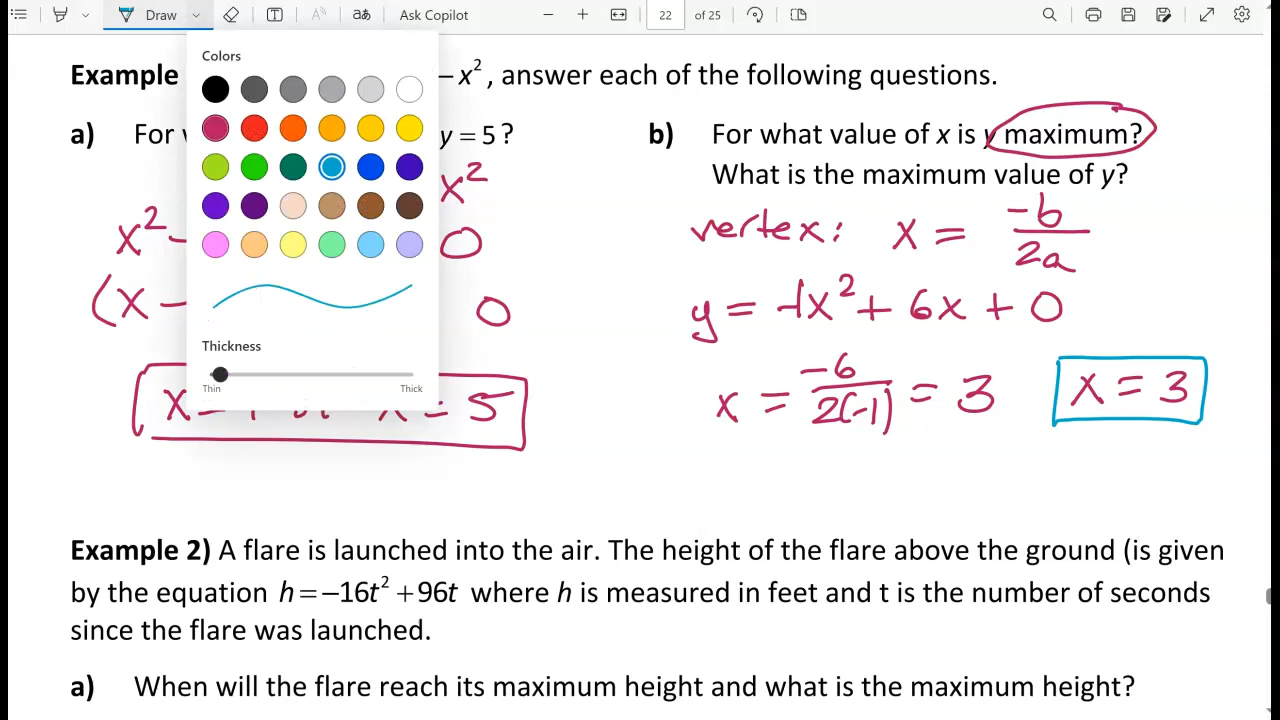 Draw
Ask Copilot
22 of 25
Colors
Thickness
Thin Thick
Example – x², answer each of the following questions.
a) For y = 5?
x²
x² – 0
(x – 0
x = 5
b) For what value of x is y maximum?
What is the maximum value of y?
vertex: x = -b/2a
y = -1x² + 6x + 0
x = -6/2(-1) = 3
x = 3
Example 2) A flare is launched into the air. The height of the flare above the ground (is given
by the equation h = –16t² + 96t where h is measured in feet and t is the number of seconds
since the flare was launched.
a) When will the flare reach its maximum height and what is the maximum height?